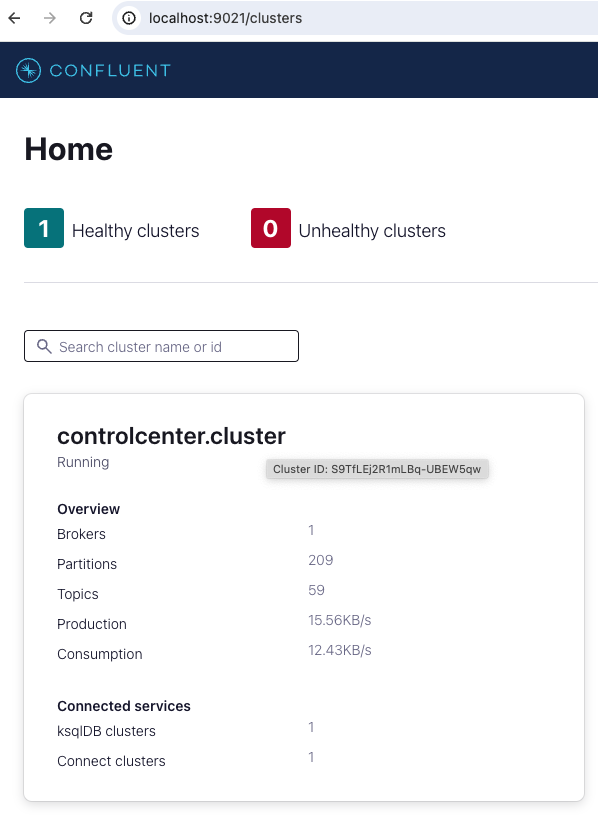 localhost:9021/clusters
CONFLUENT
Home
1 Healthy clusters 0 Unhealthy clusters
Search cluster name or id
controlcenter.cluster
Running
Cluster ID: S9TfLEj2R1mLBq-UBEW5qw
Overview
Brokers 1
Partitions 209
Topics 59
Production 15.56KB/s
Consumption 12.43KB/s
Connected services
ksqlDB clusters 1
Connect clusters 1